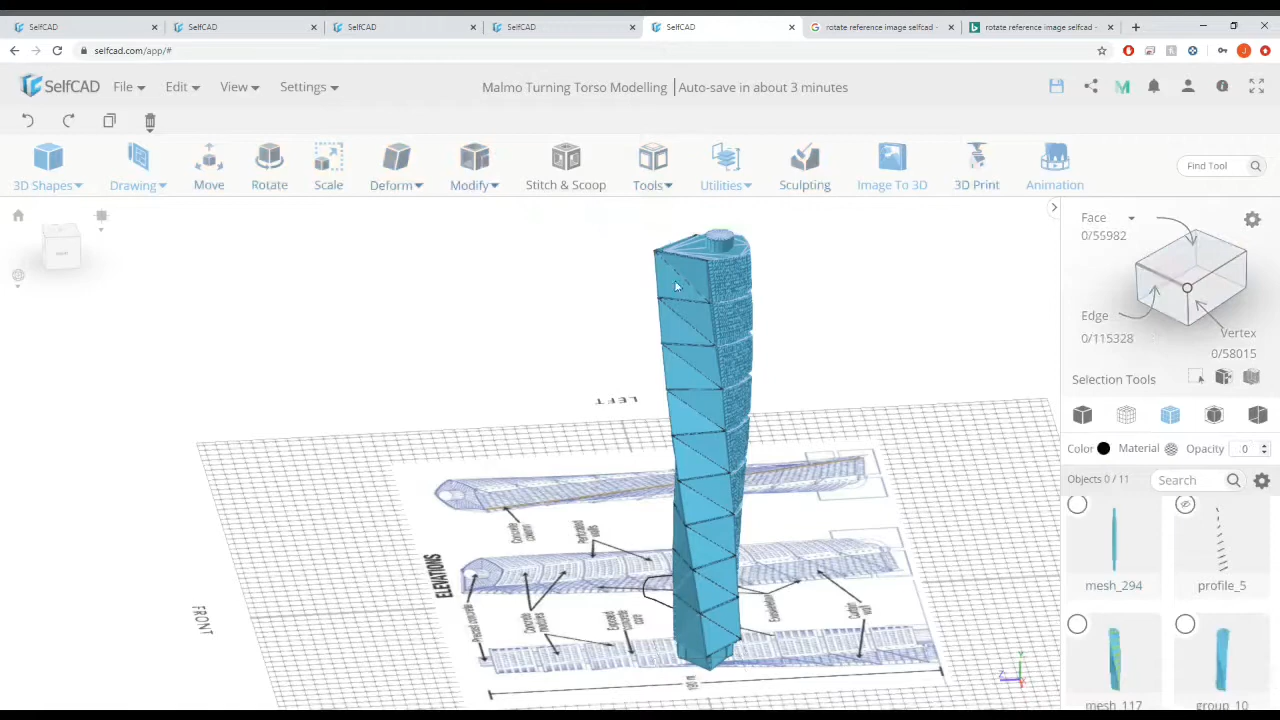 SelfCAD
SelfCAD
SelfCAD
SelfCAD
SelfCAD
rotate reference image selfcad -
rotate reference image selfcad -
selfcad.com/app/#
SelfCAD
File
Edit
View
Settings
Malmo Turning Torso Modelling
Auto-save in about 3 minutes
3D Shapes
Drawing
Move
Rotate
Scale
Deform
Modify
Stitch & Scoop
Tools
Utilities
Sculpting
Image To 3D
3D Print
Animation
Find Tool
Face
0/55982
Edge
0/115328
Vertex
0/58015
Selection Tools
Color
Material
Opacity
0
Objects 0 / 11
Search
mesh_294
profile_5
mesh_117
group_10
LEFT
FRONT
ELEVATIONS